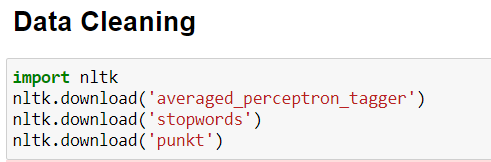 Data Cleaning
import nltk
nltk.download('averaged_perceptron_tagger')
nltk.download('stopwords')
nltk.download('punkt')